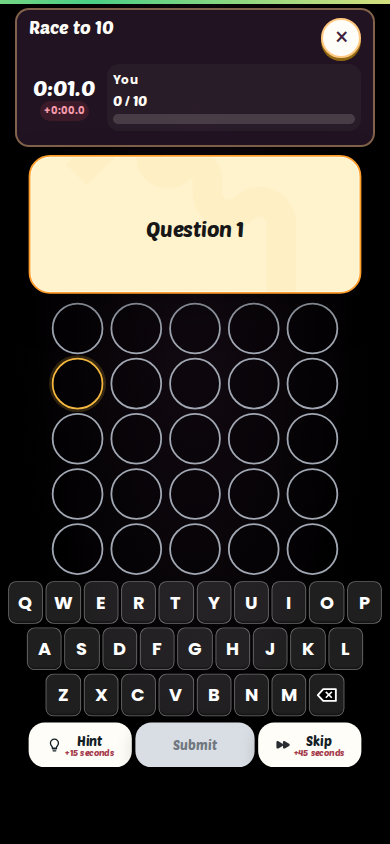 Race to 10
×
You
0:01.0
0 / 10
+0:00.0
Question 1
Q W E R T Y U I O P
A S D F G H J K L
Z X C V B N M
Hint
+15 seconds
Submit
Skip
+45 seconds